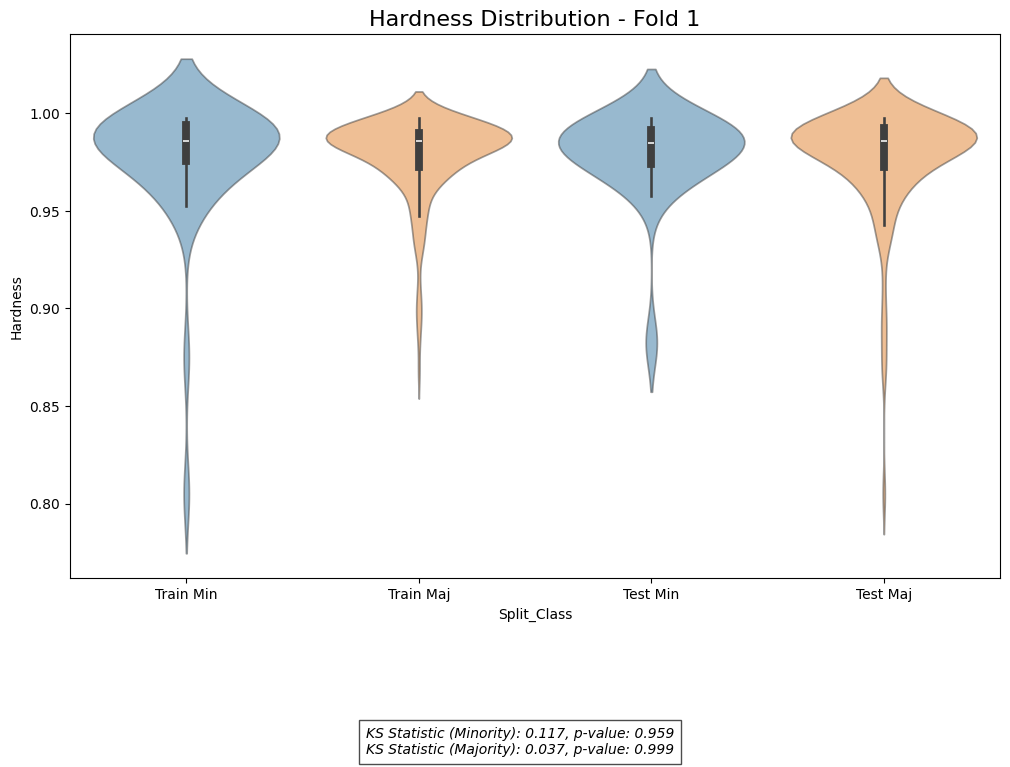 Hardness Distribution - Fold 1
Hardness
1.00
0.95
0.90
0.85
0.80
Train Min
Train Maj
Test Min
Test Maj
Split_Class
KS Statistic (Minority): 0.117, p-value: 0.959
KS Statistic (Majority): 0.037, p-value: 0.999